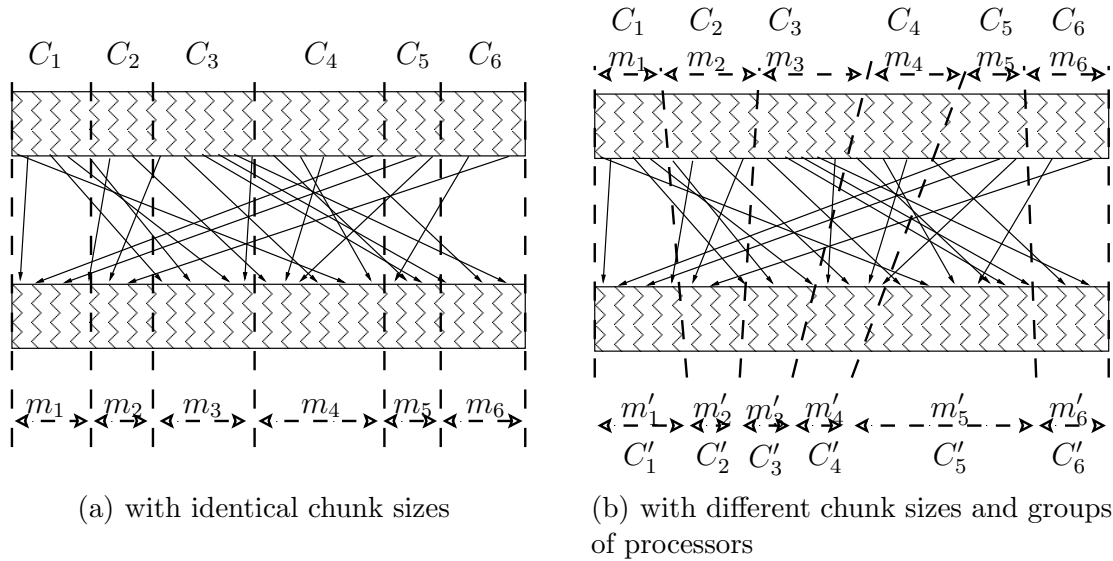 C₁ C₂ C₃ C₄ C₅ C₆
m₁ m₂ m₃ m₄ m₅ m₆
(a) with identical chunk sizes
C₁ C₂ C₃ C₄ C₅ C₆
m₁ m₂ m₃ m₄ m₅ m₆
m′₁ m′₂ m′₃ m′₄ m′₅ m′₆
C′₁ C′₂ C′₃ C′₄ C′₅ C′₆
(b) with different chunk sizes and groups
of processors